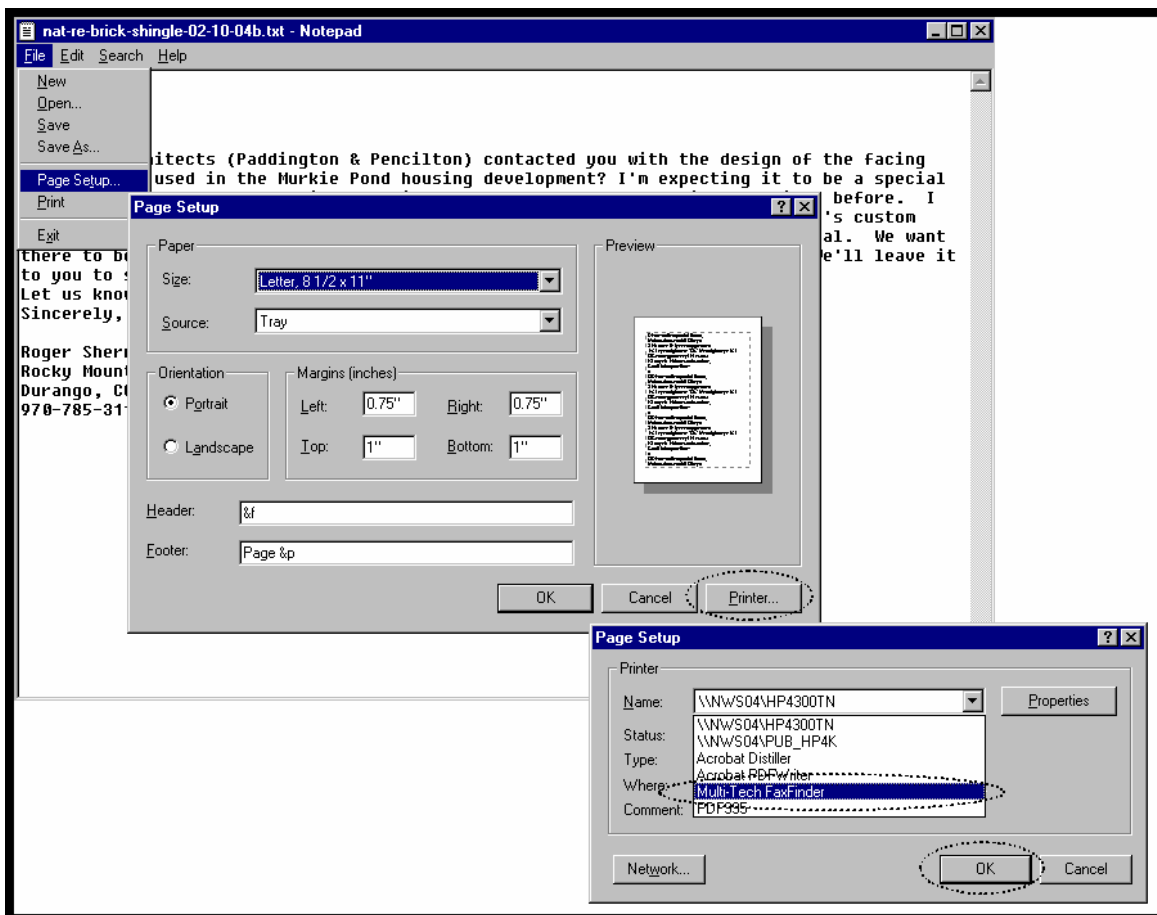 nat-re-brick-shingle-02-10-04b.txt - Notepad
File Edit Search Help
New
Open...
Save
Save As...
Page Setup...
Print
Exit
itects (Paddington & Pencilton) contacted you with the design of the facing
used in the Murkie Pond housing development? I'm expecting it to be a special
before. I
's custom
al. We want
there to b
e'll leave it
to you to s
Let us know
Sincerely,
Roger Sher
Rocky Mount
Durango, C
970-785-31
Page Setup
Paper
Size: Letter, 8 1/2 x 11"
Source: Tray
Orientation
Portrait
Landscape
Margins (inches)
Left: 0.75" Right: 0.75"
Top: 1" Bottom: 1"
Preview
Header: &f
Footer: Page &p
OK Cancel Printer...
Page Setup
Printer
Name: \\NWS04\HP4300TN Properties
\\NWS04\HP4300TN
Status: \\NWS04\PUB_HP4K
Type: Acrobat Distiller
Acrobat PDFWriter
Where: Multi-Tech FaxFinder
Comment: PDF995
Network... OK Cancel